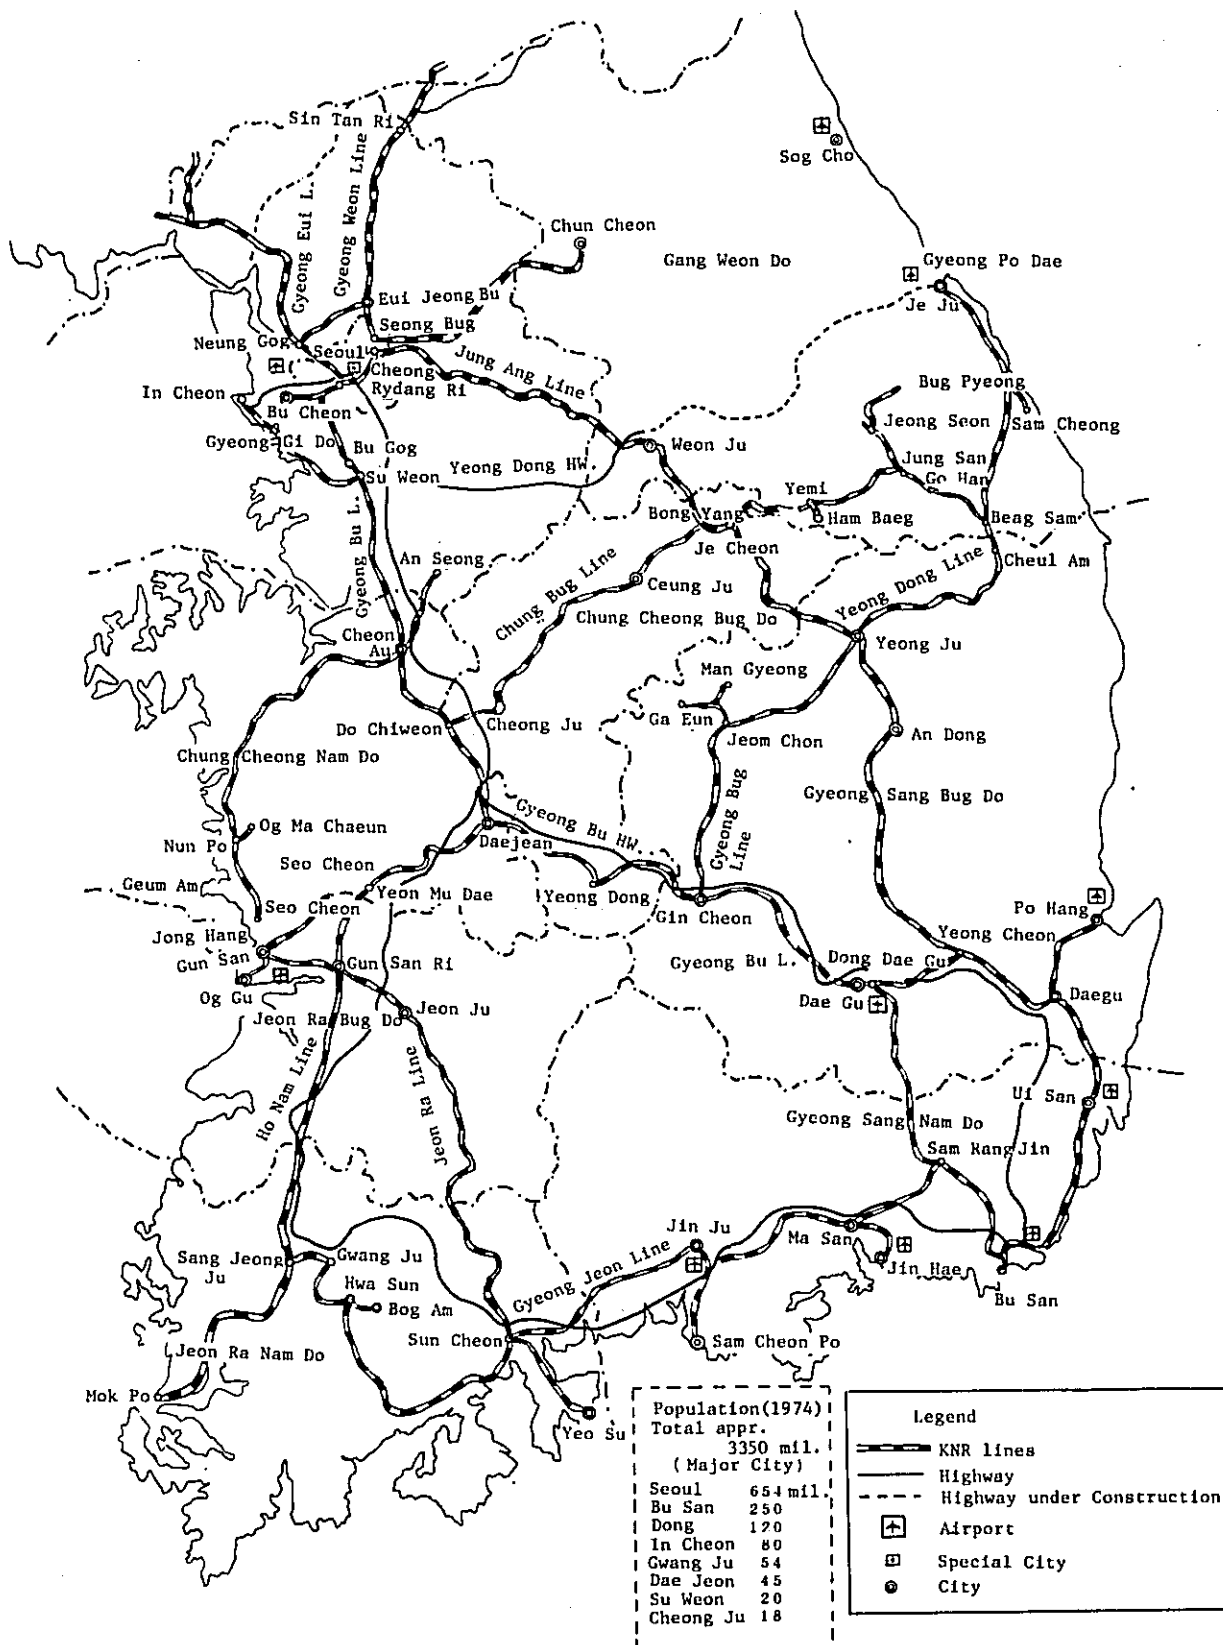 Sin Tan Ri
Sog Cho
Gyeong Eui L.
Gyeong Weon Line
Chun Cheon
Gang Weon Do
Gyeong Po Dae
Je Ju
Eui Jeong Bu
Seong Bug
Neung Gog
Seoul
Jung Ang Line
Cheong
Rydang Ri
In Cheon
Bu Cheon
Bug Pyeong
Sam Cheong
Jeong Seon
Gyeong Gi Do
Bu Gog
Su Weon
Yeong Dong HW.
Weon Ju
Jung San
Go Han
Yemi
Ham Baeg
Beag Sam
Bong Yang
Je Cheon
Cheul Am
Gyeong Bu L.
An Seong
Chung Bug Line
Ceung Ju
Chung Cheong Bug Do
Yeong Dong Line
Yeong Ju
Cheon
Au
Man Gyeong
Ga Eun
Jeom Chon
An Dong
Do Chiweon
Cheong Ju
Chung Cheong Nam Do
Gyeong Bu HW.
Gyeong Bug
Line
Gyeong Sang Bug Do
Og Ma Chaeun
Nun Po
Daejean
Seo Cheon
Geum Am
Yeon Mu Dae
Yeong Dong
Gin Cheon
Po Hang
Seo Cheon
Jong Hang
Gun San
Gun San Ri
Og Gu
Gyeong Bu L.
Dong Dae Gu
Yeong Cheon
Dae Gu
Daegu
Jeon Ra Bug Do
Jeon Ju
Ho Nam Line
Jeon Ra Line
Gyeong Sang Nam Do
Ui San
Sam Rang Jin
Sang Jeong
Ju
Gwang Ju
Hwa Sun
Bog Am
Gyeong Jeon Line
Jin Ju
Ma San
Jin Hae
Bu San
Sun Cheon
Sam Cheon Po
Jeon Ra Nam Do
Mok Po
Yeo Su
Population(1974)
Total appr.
3350 mil.
(Major City)
Seoul 654 mil.
Bu San 250
Dong 120
In Cheon 80
Gwang Ju 54
Dae Jeon 45
Su Weon 20
Cheong Ju 18
Legend
KNR lines
Highway
Highway under Construction
Airport
Special City
City